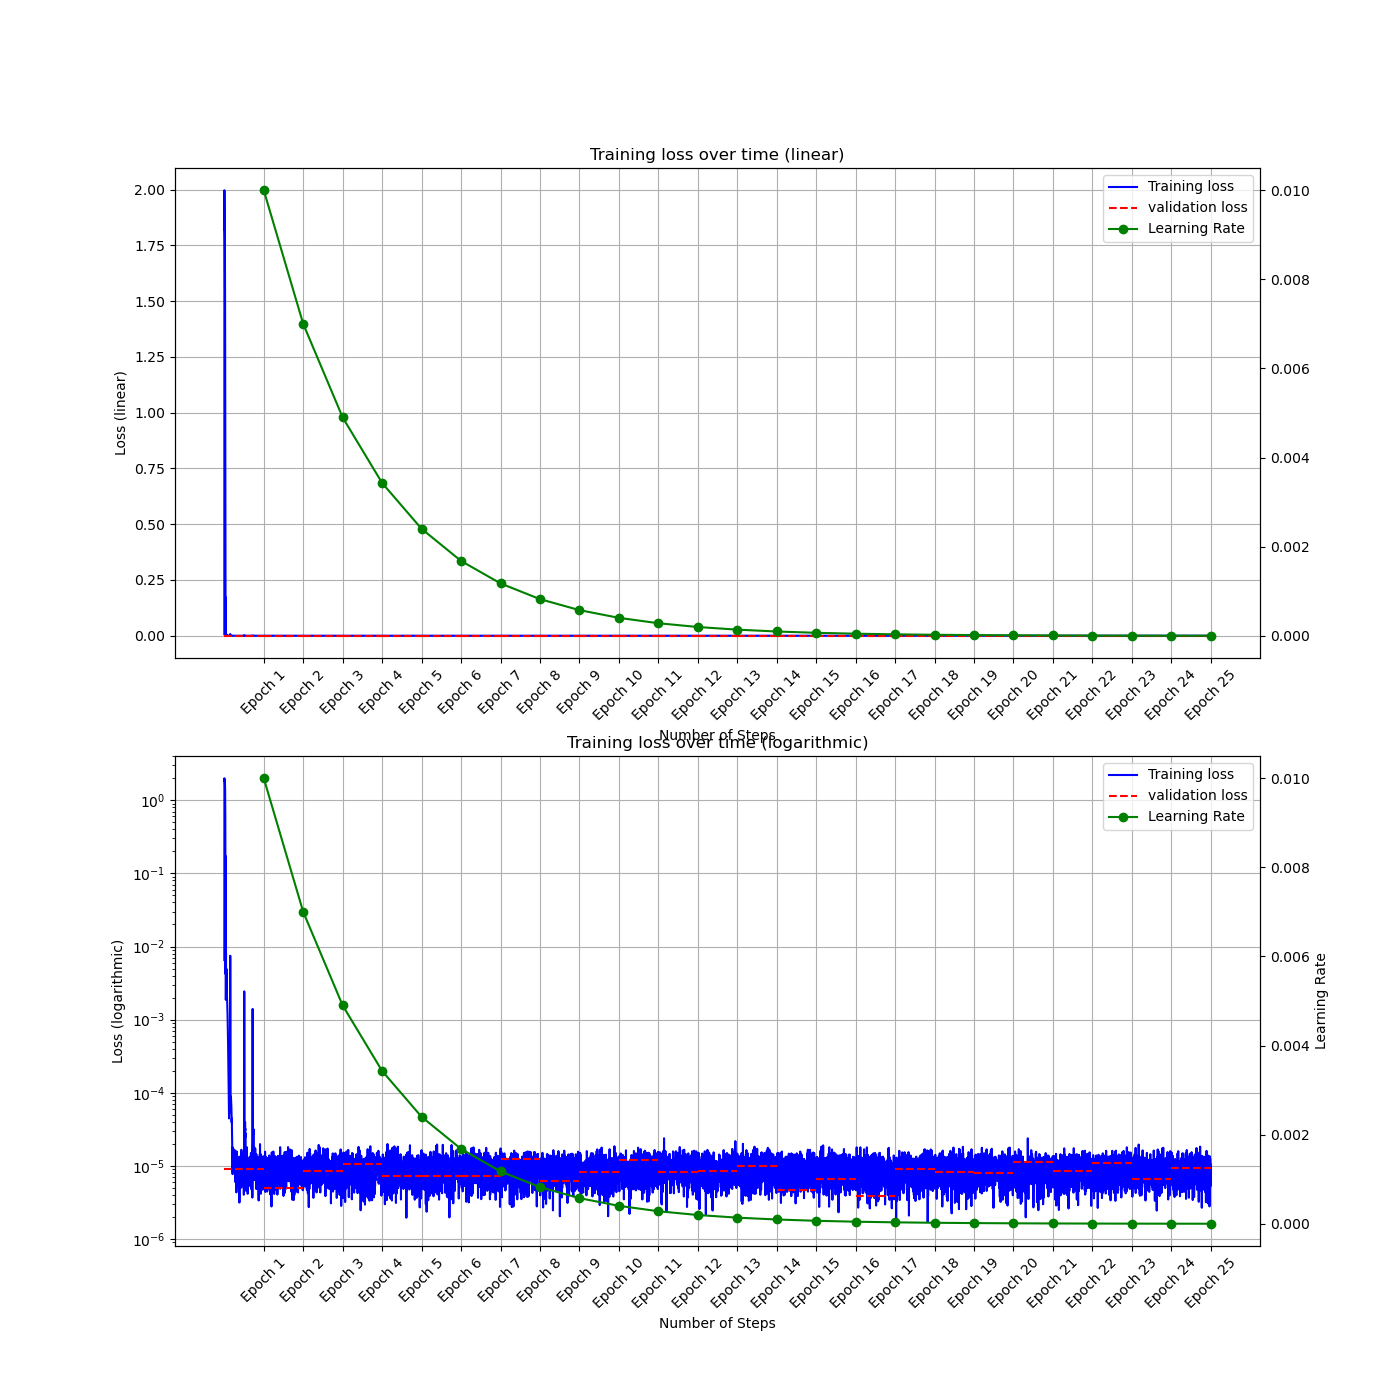 Training loss over time (linear)
Training loss
validation loss
Learning Rate
Loss (linear)
2.00
1.75
1.50
1.25
1.00
0.75
0.50
0.25
0.00
0.010
0.008
0.006
0.004
0.002
0.000
Epoch 1
Epoch 2
Epoch 3
Epoch 4
Epoch 5
Epoch 6
Epoch 7
Epoch 8
Epoch 9
Epoch 10
Epoch 11
Epoch 12
Epoch 13
Epoch 14
Epoch 15
Epoch 16
Epoch 17
Epoch 18
Epoch 19
Epoch 20
Epoch 21
Epoch 22
Epoch 23
Epoch 24
Epoch 25
Number of Steps
Training loss over time (logarithmic)
Training loss
validation loss
Learning Rate
Loss (logarithmic)
10⁰
10⁻¹
10⁻²
10⁻³
10⁻⁴
10⁻⁵
10⁻⁶
0.010
0.008
0.006
0.004
0.002
0.000
Learning Rate
Epoch 1
Epoch 2
Epoch 3
Epoch 4
Epoch 5
Epoch 6
Epoch 7
Epoch 8
Epoch 9
Epoch 10
Epoch 11
Epoch 12
Epoch 13
Epoch 14
Epoch 15
Epoch 16
Epoch 17
Epoch 18
Epoch 19
Epoch 20
Epoch 21
Epoch 22
Epoch 23
Epoch 24
Epoch 25
Number of Steps